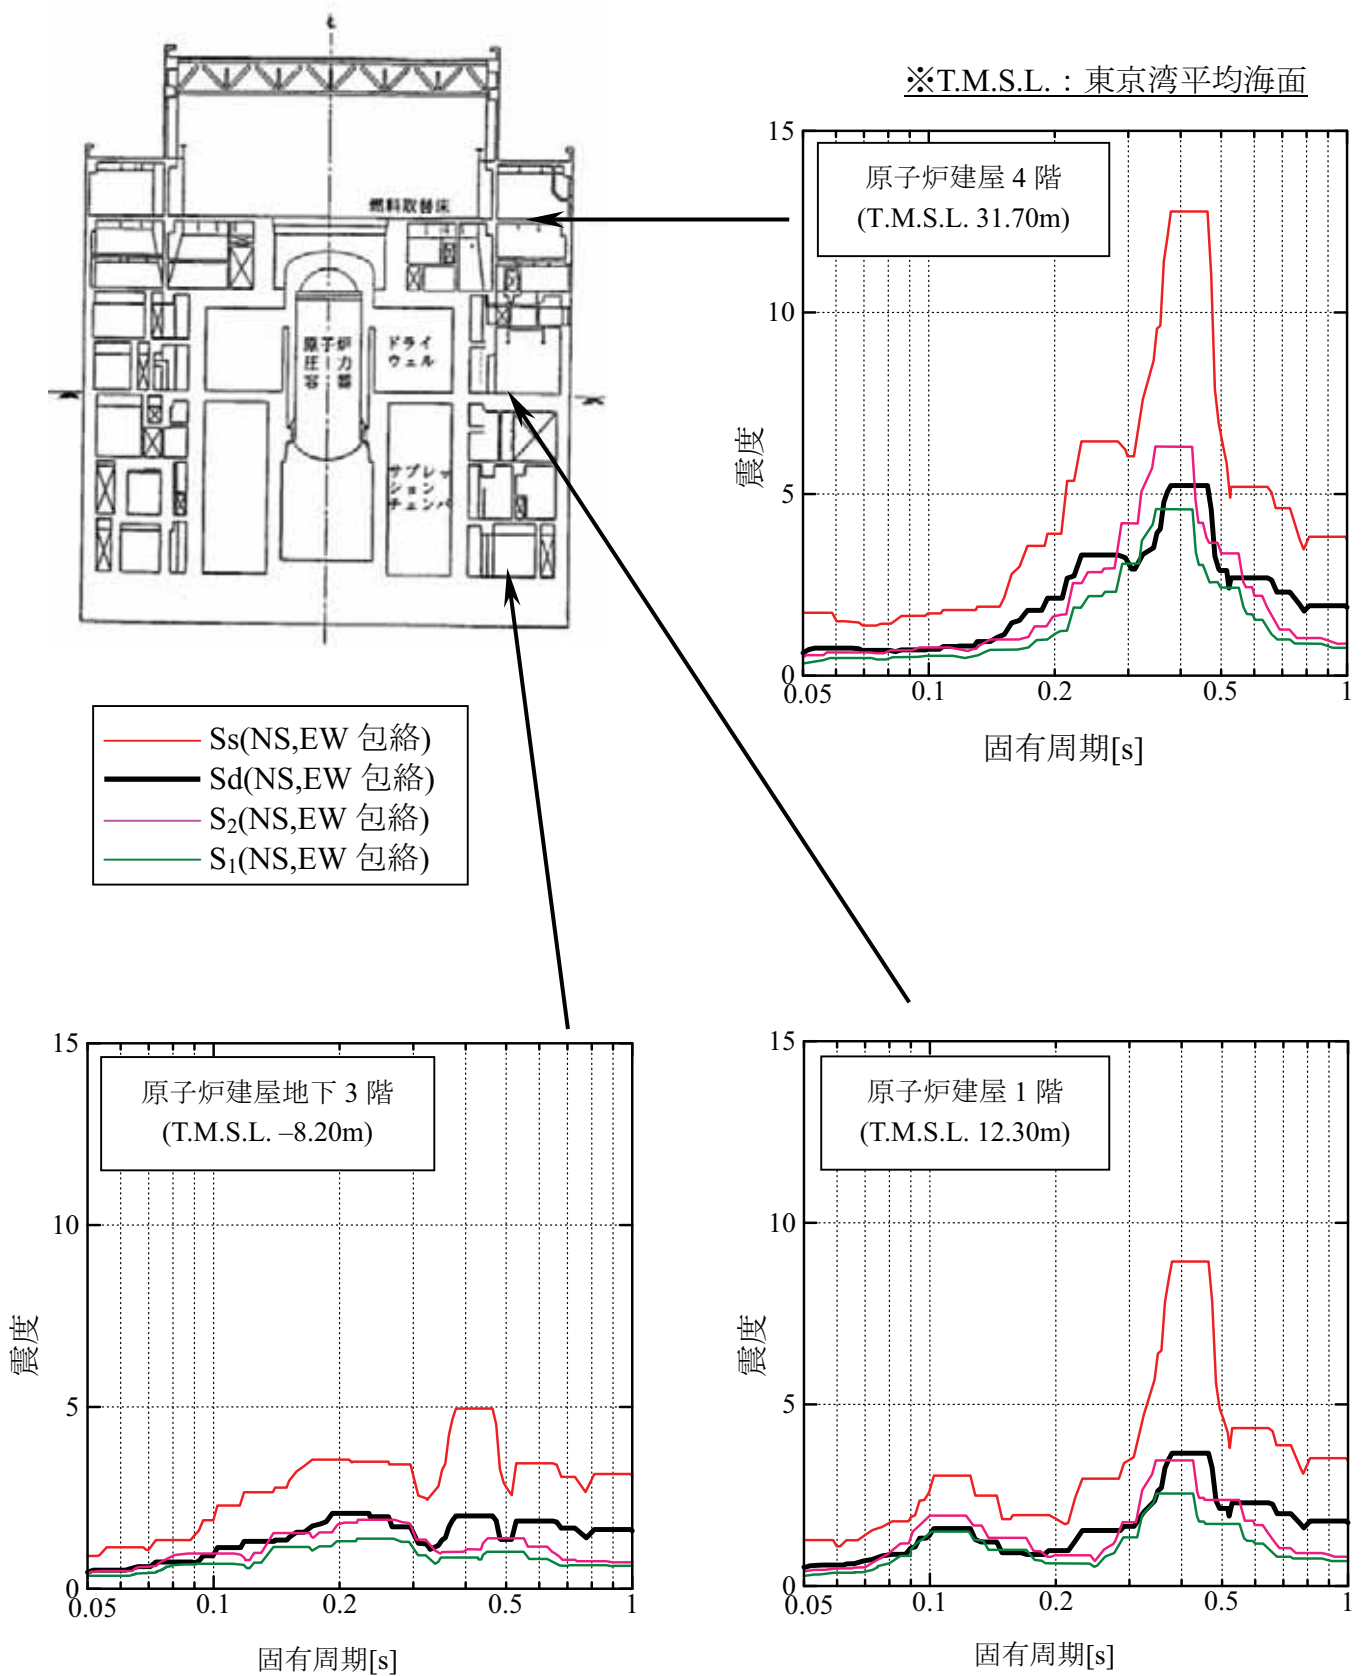 ℄
※T.M.S.L.：東京湾平均海面
燃料取替床
原子炉
圧力
容器
ドライ
ウェル
サプレッ
ション
チェンバ
15
10
5
0
震度
原子炉建屋 4 階
(T.M.S.L. 31.70m)
0.05 0.1 0.2 0.5 1
固有周期[s]
Ss(NS,EW 包絡)
Sd(NS,EW 包絡)
S₂(NS,EW 包絡)
S₁(NS,EW 包絡)
15
10
5
0
震度
原子炉建屋地下 3 階
(T.M.S.L. –8.20m)
0.05 0.1 0.2 0.5 1
固有周期[s]
15
10
5
0
震度
原子炉建屋 1 階
(T.M.S.L. 12.30m)
0.05 0.1 0.2 0.5 1
固有周期[s]